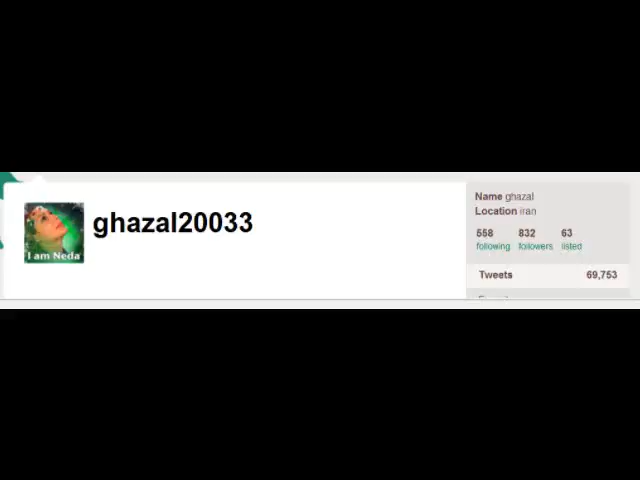 ghazal20033
I am Neda
Name ghazal
Location iran
558 832 63
following followers listed
Tweets 69,753